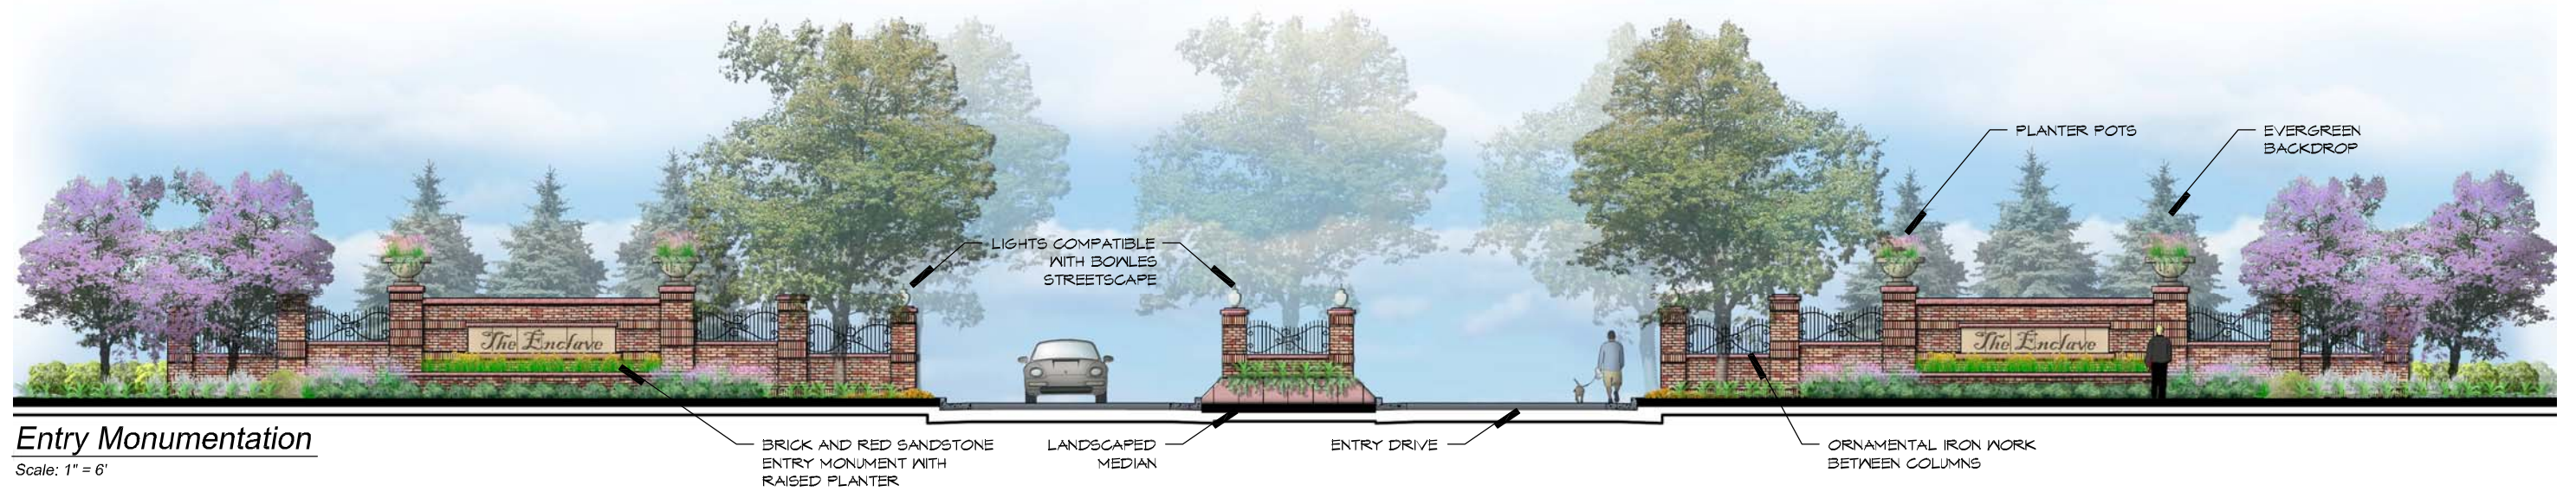 PLANTER POTS
EVERGREEN
BACKDROP
LIGHTS COMPATIBLE
WITH BOWLES
STREETSCAPE
The Enclave
The Enclave
Entry Monumentation
Scale: 1" = 6'
BRICK AND RED SANDSTONE
ENTRY MONUMENT WITH
RAISED PLANTER
LANDSCAPED
MEDIAN
ENTRY DRIVE
ORNAMENTAL IRON WORK
BETWEEN COLUMNS